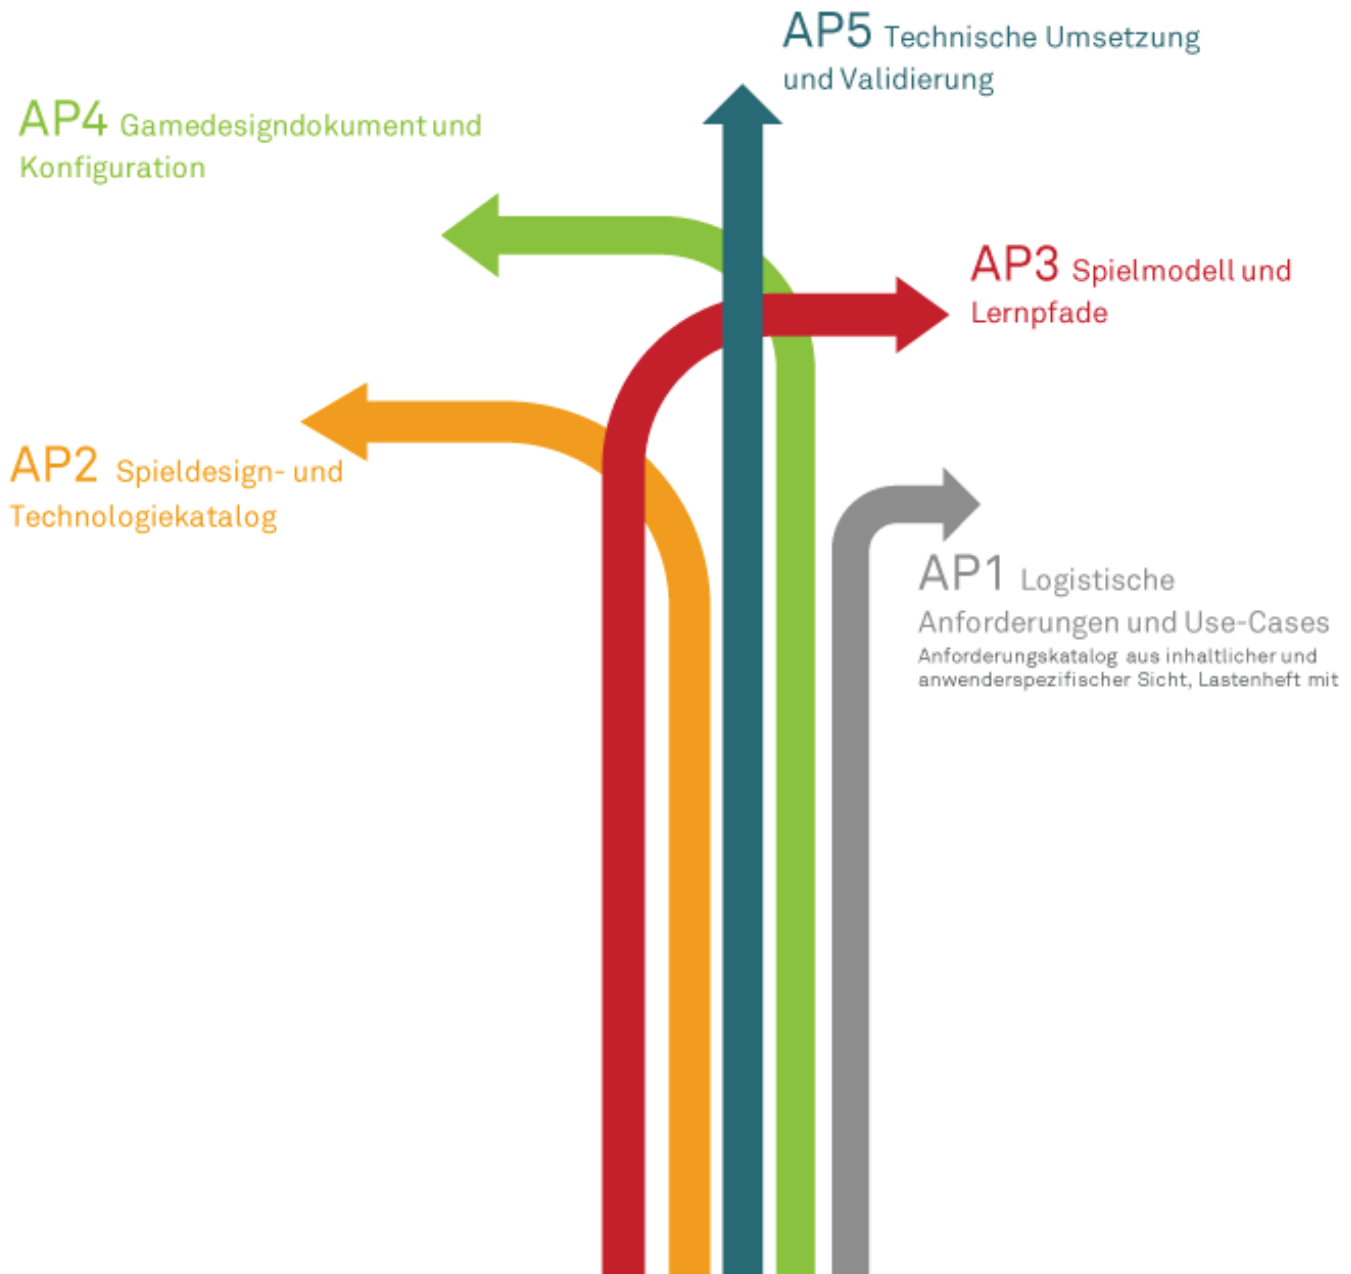 AP5 Technische Umsetzung
und Validierung
AP4 Gamedesigndokument und
Konfiguration
AP3 Spielmodell und
Lernpfade
AP2 Spieldesign- und
Technologiekatalog
AP1 Logistische
Anforderungen und Use-Cases
Anforderungskatalog aus inhaltlicher und
anwenderspezifischer Sicht, Lastenheft mit